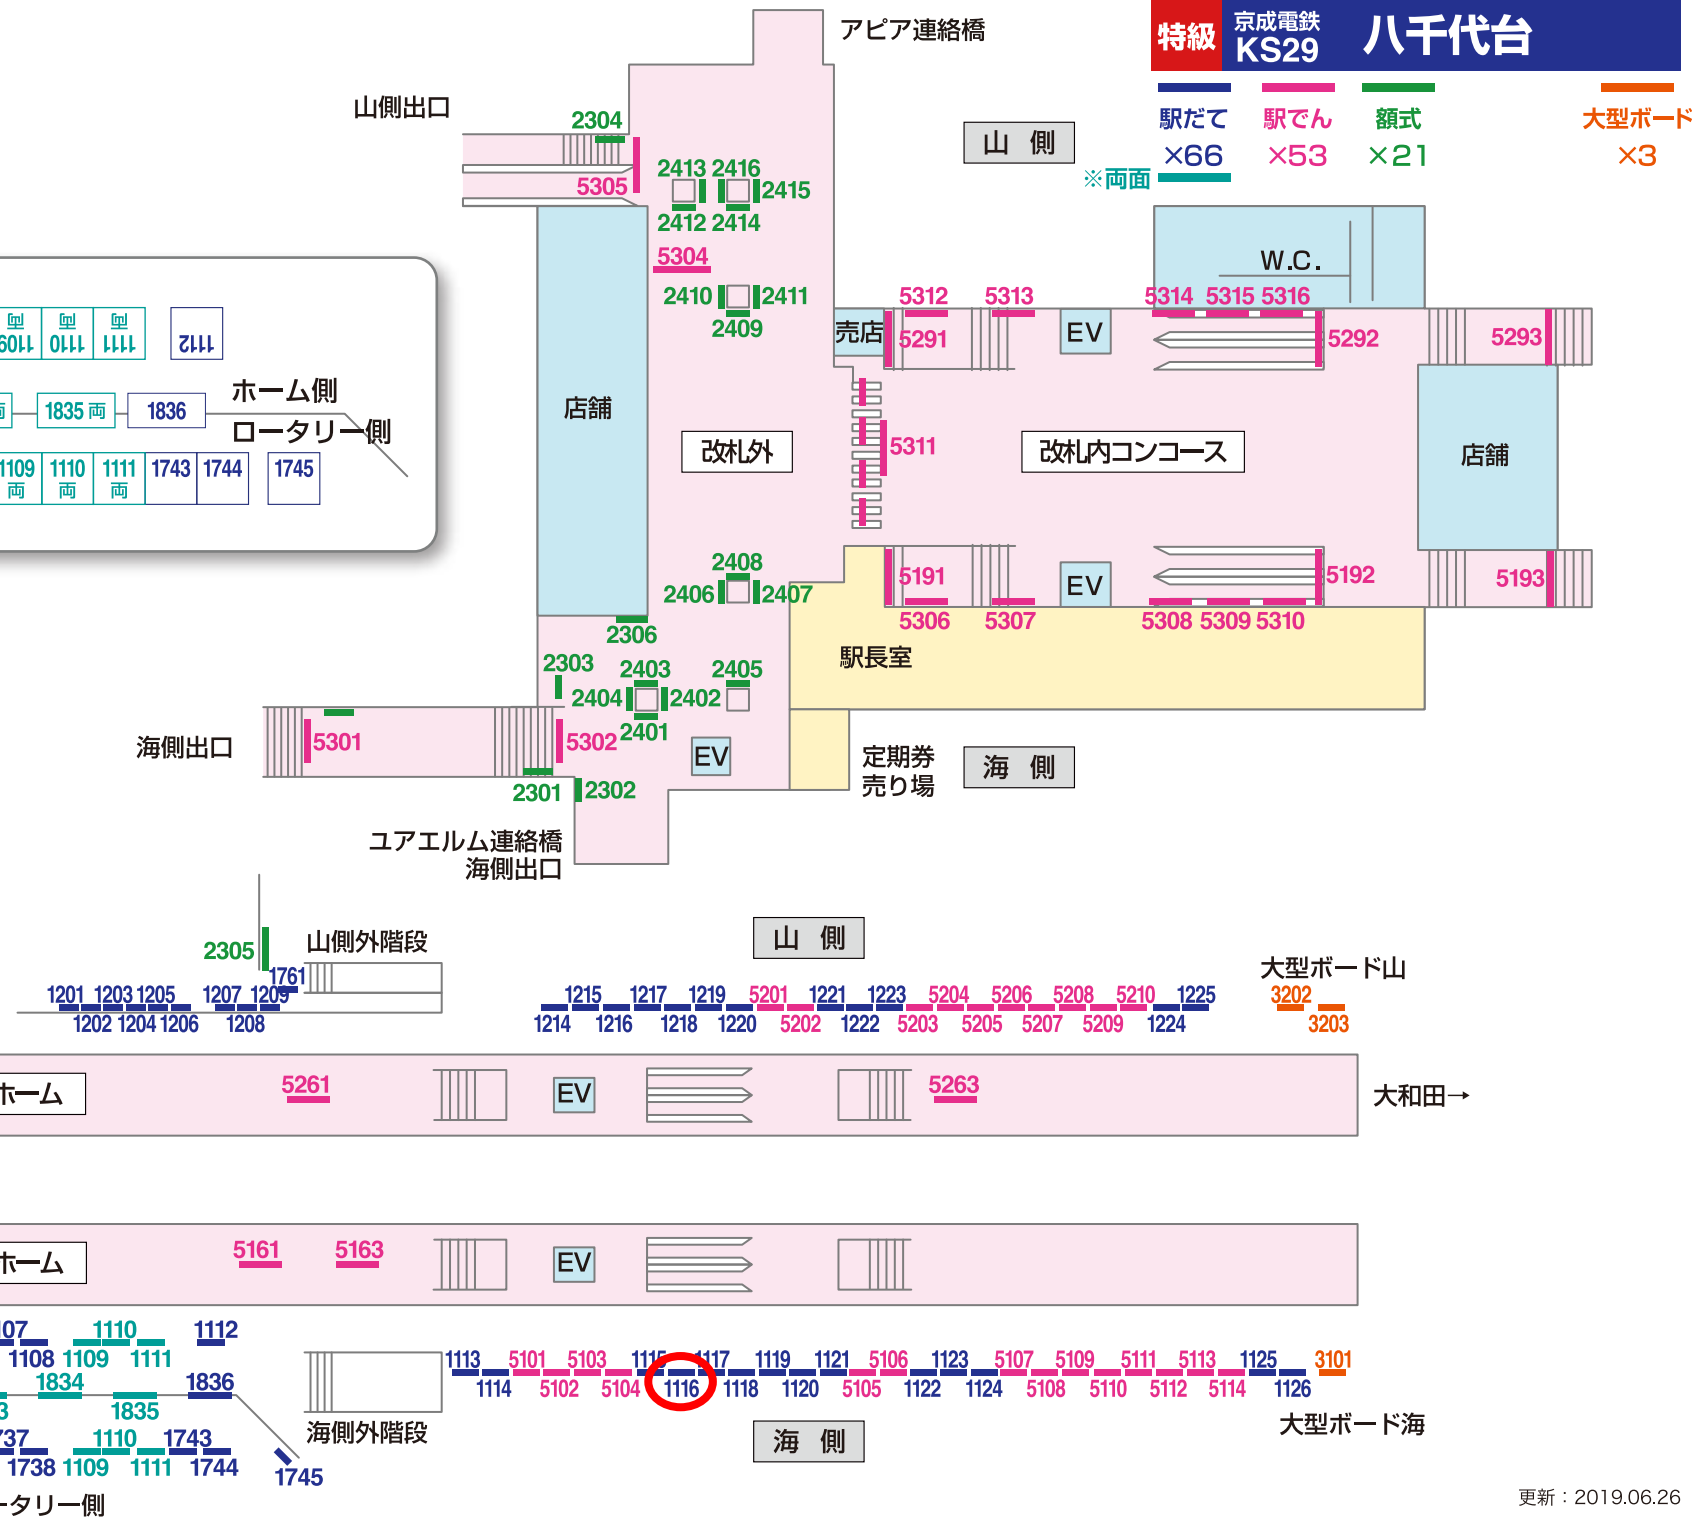 アピア連絡橋
特級 京成電鉄 KS29 八千代台
駅だて ×66
駅でん ×53
額式 ×21
大型ボード ×3
※両面
山側出口
2304
5305
2413 2416
2415
2412 2414
5304
2410 2411
2409
山 側
W.C.
5312 5313 5314 5315 5316
売店
5291
EV
5292
5293
1110
1111
1112
ホーム側
1835 両
1836
ロータリー側
1109 両
1110 両
1111 両
1743
1744
1745
店舗
改札外
5311
改札内コンコース
店舗
2408
2406 2407
5191
EV
5192
5193
5306 5307 5308 5309 5310
2306
駅長室
2303
2403 2405
2404 2402
2401
海側出口
5301
5302
EV
定期券
売り場
海 側
2301
2302
ユアエルム連絡橋
海側出口
2305
山側外階段
山 側
大型ボード山
1761
1201 1203 1205 1207 1209
1202 1204 1206 1208
1215 1217 1219 5201 1221 1223 5204 5206 5208 5210 1225
1214 1216 1218 1220 5202 1222 5203 5205 5207 5209 1224
3202
3203
ホーム
5261
EV
5263
大和田→
ホーム
5161
5163
EV
1110
1112
1108 1109 1111
1834
1836
1835
1110
1743
1738 1109 1111
1744
1745
海側外階段
1113 5101 5103 1115 1117 1119 1121 5106 1123 5107 5109 5111 5113 1125 3101
1114 5102 5104 1116 1118 1120 5105 1122 1124 5108 5110 5112 5114 1126
海 側
大型ボード海
ータリー側
更新：2019.06.26